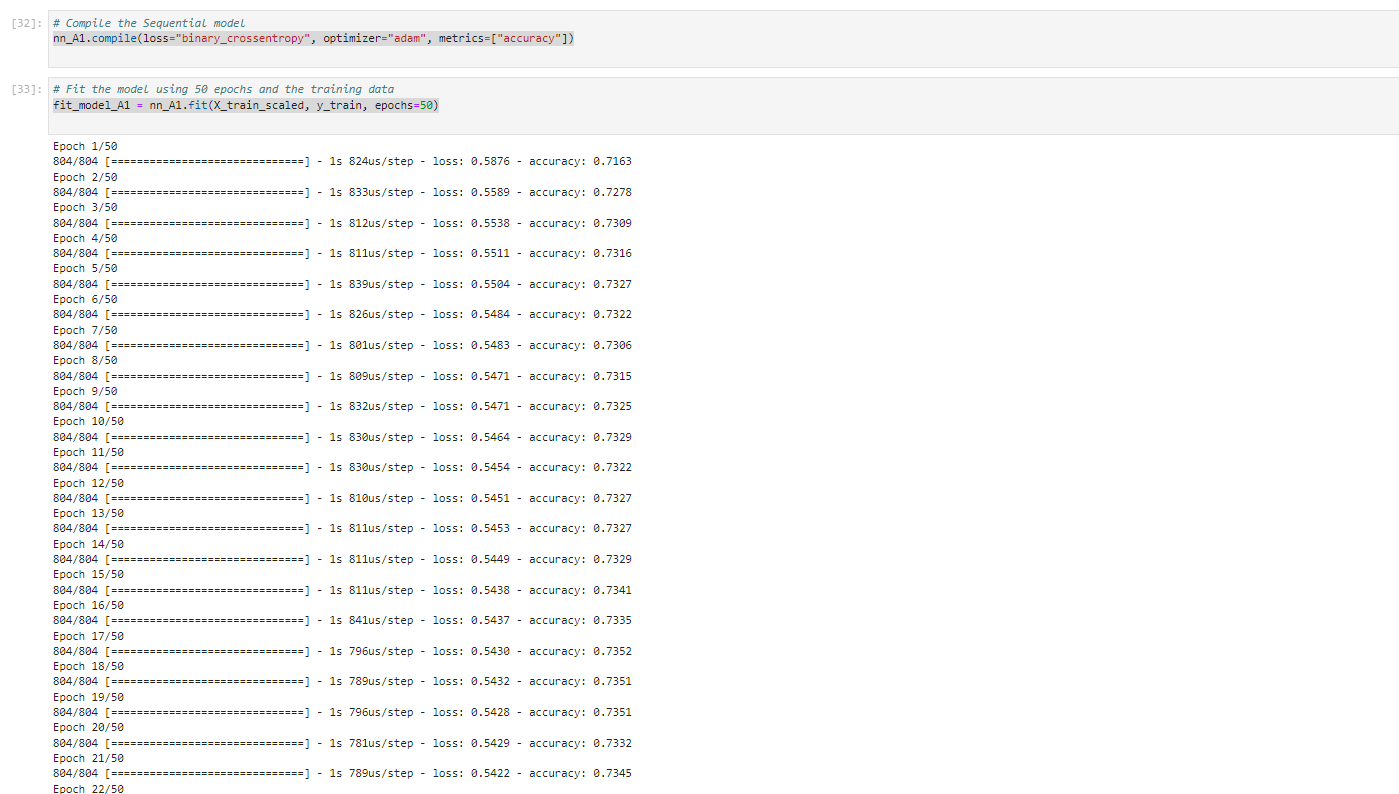 [32]: # Compile the Sequential model
nn_A1.compile(loss="binary_crossentropy", optimizer="adam", metrics=["accuracy"])
[33]: # Fit the model using 50 epochs and the training data
fit_model_A1 = nn_A1.fit(X_train_scaled, y_train, epochs=50)
Epoch 1/50
804/804 [==============================] - 1s 824us/step - loss: 0.5876 - accuracy: 0.7163
Epoch 2/50
804/804 [==============================] - 1s 833us/step - loss: 0.5589 - accuracy: 0.7278
Epoch 3/50
804/804 [==============================] - 1s 812us/step - loss: 0.5538 - accuracy: 0.7309
Epoch 4/50
804/804 [==============================] - 1s 811us/step - loss: 0.5511 - accuracy: 0.7316
Epoch 5/50
804/804 [==============================] - 1s 839us/step - loss: 0.5504 - accuracy: 0.7327
Epoch 6/50
804/804 [==============================] - 1s 826us/step - loss: 0.5484 - accuracy: 0.7322
Epoch 7/50
804/804 [==============================] - 1s 801us/step - loss: 0.5483 - accuracy: 0.7306
Epoch 8/50
804/804 [==============================] - 1s 809us/step - loss: 0.5471 - accuracy: 0.7315
Epoch 9/50
804/804 [==============================] - 1s 832us/step - loss: 0.5471 - accuracy: 0.7325
Epoch 10/50
804/804 [==============================] - 1s 830us/step - loss: 0.5464 - accuracy: 0.7329
Epoch 11/50
804/804 [==============================] - 1s 830us/step - loss: 0.5454 - accuracy: 0.7322
Epoch 12/50
804/804 [==============================] - 1s 810us/step - loss: 0.5451 - accuracy: 0.7327
Epoch 13/50
804/804 [==============================] - 1s 811us/step - loss: 0.5453 - accuracy: 0.7327
Epoch 14/50
804/804 [==============================] - 1s 811us/step - loss: 0.5449 - accuracy: 0.7329
Epoch 15/50
804/804 [==============================] - 1s 811us/step - loss: 0.5438 - accuracy: 0.7341
Epoch 16/50
804/804 [==============================] - 1s 841us/step - loss: 0.5437 - accuracy: 0.7335
Epoch 17/50
804/804 [==============================] - 1s 796us/step - loss: 0.5430 - accuracy: 0.7352
Epoch 18/50
804/804 [==============================] - 1s 789us/step - loss: 0.5432 - accuracy: 0.7351
Epoch 19/50
804/804 [==============================] - 1s 796us/step - loss: 0.5428 - accuracy: 0.7351
Epoch 20/50
804/804 [==============================] - 1s 781us/step - loss: 0.5429 - accuracy: 0.7332
Epoch 21/50
804/804 [==============================] - 1s 789us/step - loss: 0.5422 - accuracy: 0.7345
Epoch 22/50